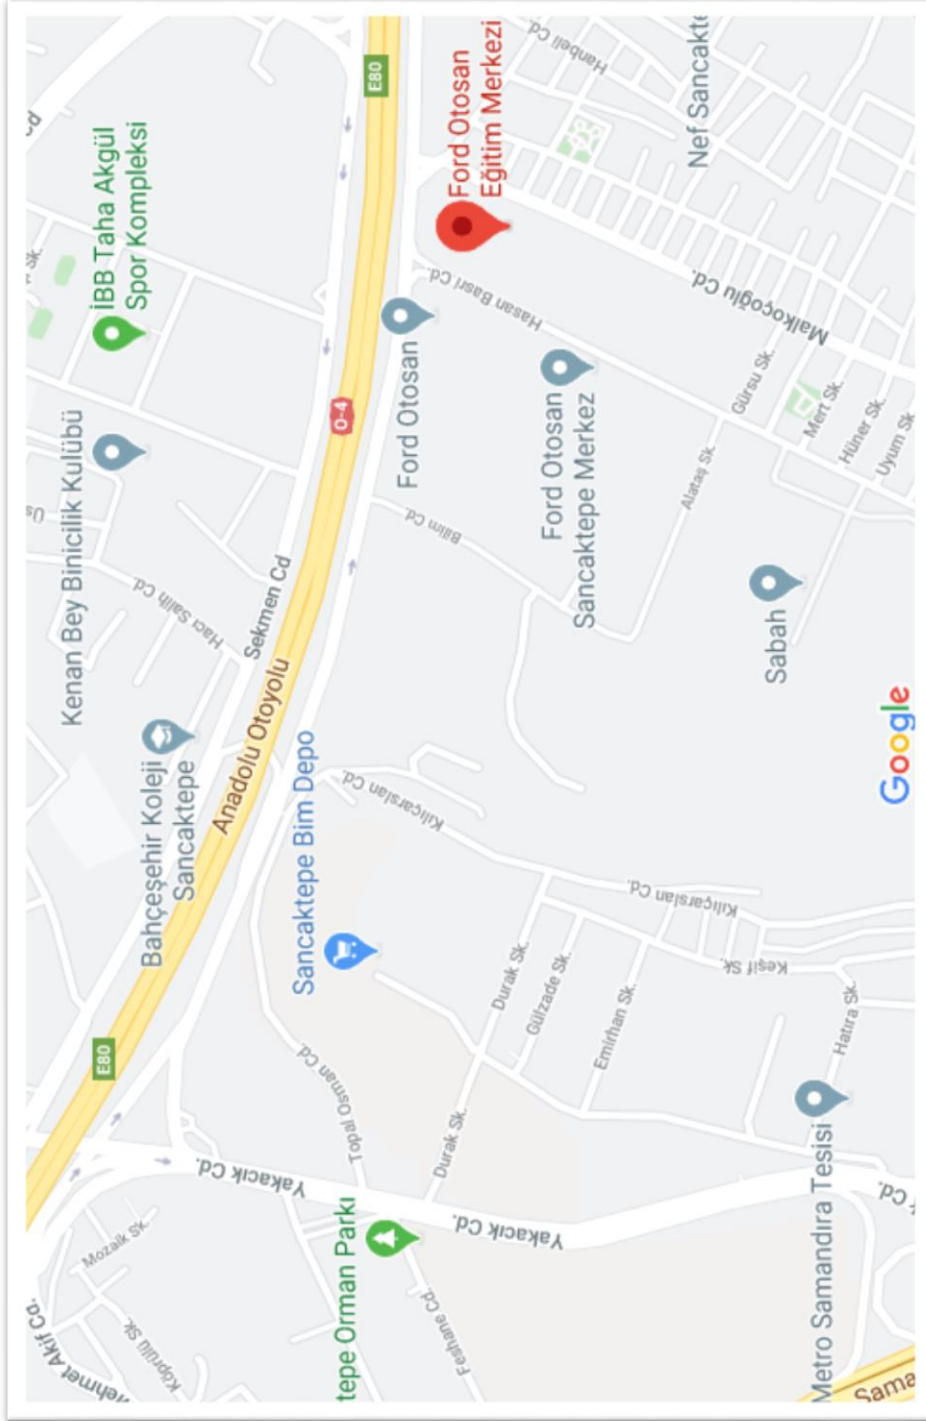 E80
Ford Otosan
Eğitim Merkezi
Hanbeli Cd.
Nef Sancakte
İBB Taha Akgül
Spor Kompleksi
Hasan Basri Cd.
Malkoçoğlu Cd.
Ford Otosan
O-4
Ford Otosan
Sancaktepe Merkez
Gürsu Sk.
Mert Sk.
Hüner Sk.
Uyum Sk
Alataş Sk.
Bilim Cd.
Kenan Bey Binicilik Kulübü
Hacı Salih Cd.
Sekmen Cd
Anadolu Otoyolu
Sabah
Bahçeşehir Koleji
Sancaktepe
Sancaktepe Bim Depo
Kılıçarslan Cd.
Kılıçarslan Cd.
Google
Durak Sk.
Gülzade Sk.
Emirhan Sk.
Keşif Sk.
Hatıra Sk.
E80
Topal Osman Cd.
Durak Sk.
Yakacık Cd.
Yakacık Cd.
Metro Samandıra Tesisi
Mozaik Sk.
Köprülü Sk.
Mehmet Akif Cd.
tepe Orman Parkı
Feshane Cd.
Sama